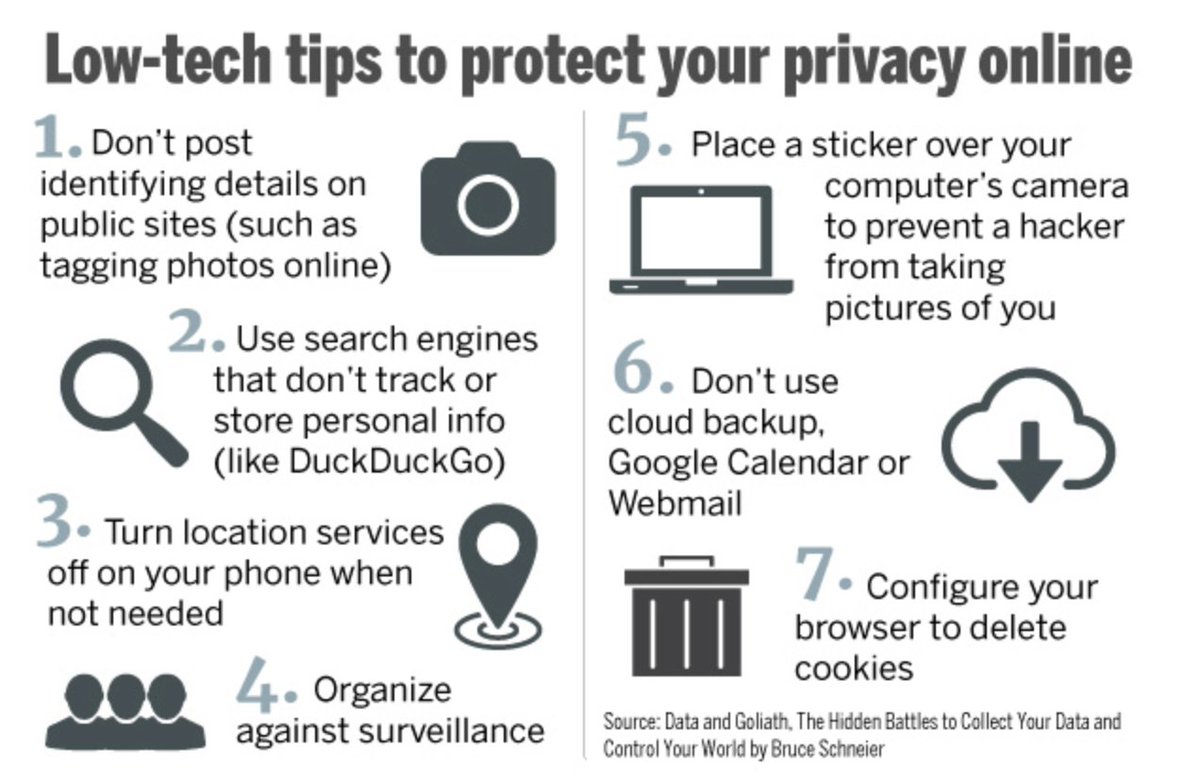 Low-tech tips to protect your privacy online
1. Don't post
identifying details on
public sites (such as
tagging photos online)
2. Use search engines
that don't track or
store personal info
(like DuckDuckGo)
3. Turn location services
off on your phone when
not needed
4. Organize
against surveillance
5. Place a sticker over your
computer's camera
to prevent a hacker
from taking
pictures of you
6. Don't use
cloud backup,
Google Calendar or
Webmail
7. Configure your
browser to delete
cookies
Source: Data and Goliath, The Hidden Battles to Collect Your Data and
Control Your World by Bruce Schneier